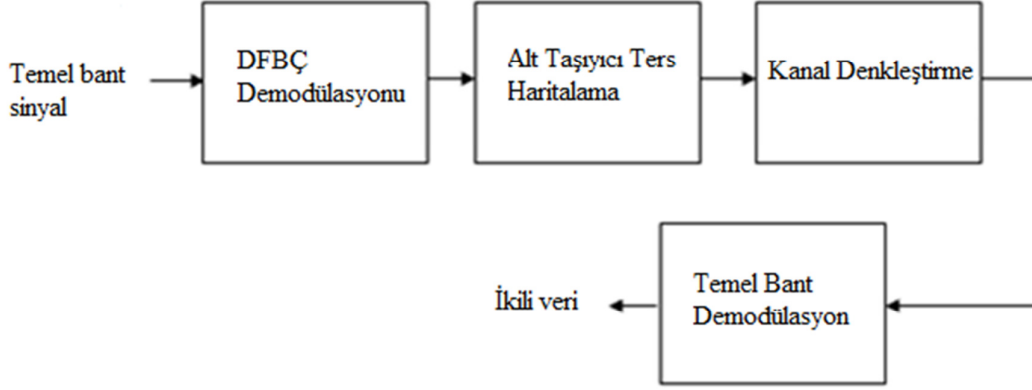 Temel bant
sinyal
DFBÇ
Demodülasyonu
Alt Taşıyıcı Ters
Haritalama
Kanal Denkleştirme
Temel Bant
Demodülasyon
İkili veri